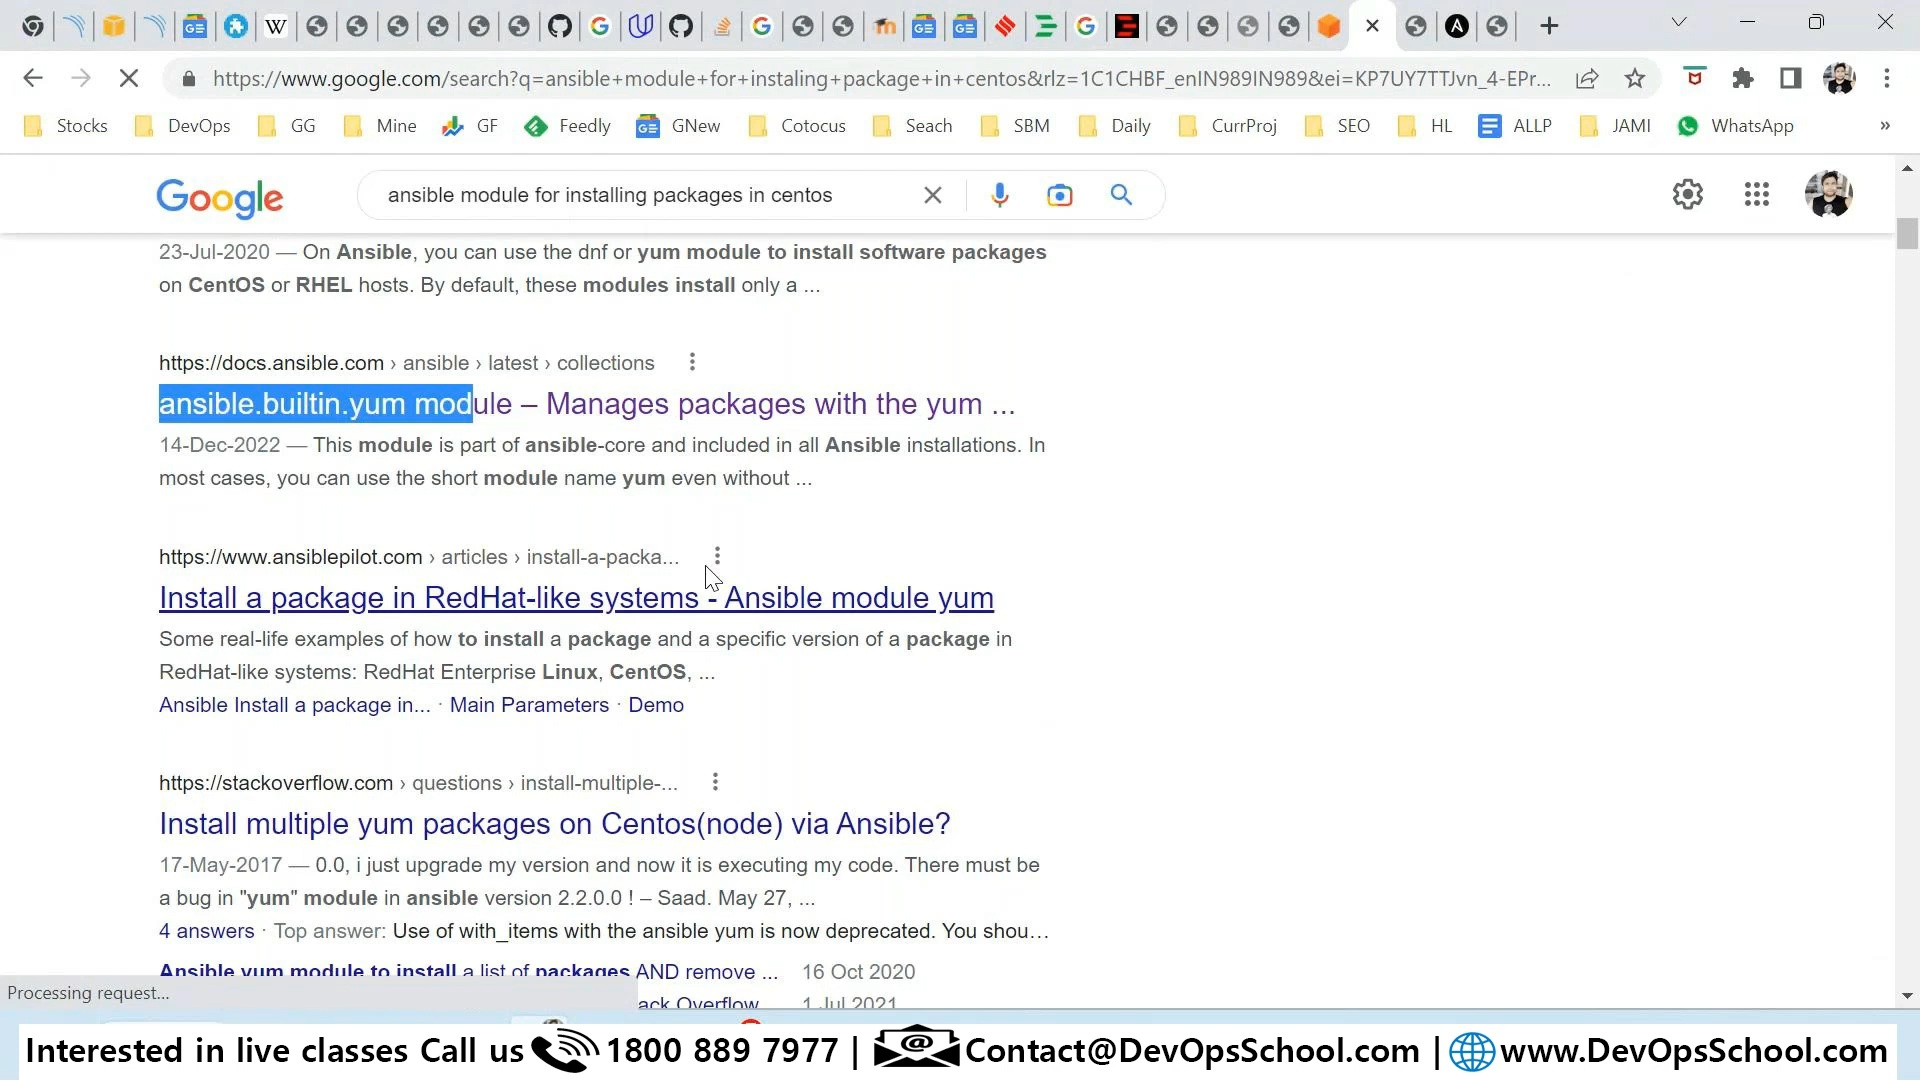 https://www.google.com/search?q=ansible+module+for+instaling+package+in+centos&rlz=1C1CHBF_enIN989IN989&ei=KP7UY7TTJvn_4-EPr...
Stocks DevOps GG Mine GF Feedly GNew Cotocus Seach SBM Daily CurrProj SEO HL ALLP JAMI WhatsApp »
Google
ansible module for installing packages in centos
23-Jul-2020 — On Ansible, you can use the dnf or yum module to install software packages
on CentOS or RHEL hosts. By default, these modules install only a ...
https://docs.ansible.com › ansible › latest › collections
ansible.builtin.yum module – Manages packages with the yum ...
14-Dec-2022 — This module is part of ansible-core and included in all Ansible installations. In
most cases, you can use the short module name yum even without ...
https://www.ansiblepilot.com › articles › install-a-packa...
Install a package in RedHat-like systems - Ansible module yum
Some real-life examples of how to install a package and a specific version of a package in
RedHat-like systems: RedHat Enterprise Linux, CentOS, ...
Ansible Install a package in... · Main Parameters · Demo
https://stackoverflow.com › questions › install-multiple-...
Install multiple yum packages on Centos(node) via Ansible?
17-May-2017 — 0.0, i just upgrade my version and now it is executing my code. There must be
a bug in "yum" module in ansible version 2.2.0.0 ! – Saad. May 27, ...
4 answers · Top answer: Use of with_items with the ansible yum is now deprecated. You shou...
Ansible yum module to install a list of packages AND remove ... 16 Oct 2020
ack Overflow 1 Jul 2021
Processing request...
Interested in live classes Call us 1800 889 7977 | Contact@DevOpsSchool.com | www.DevOpsSchool.com